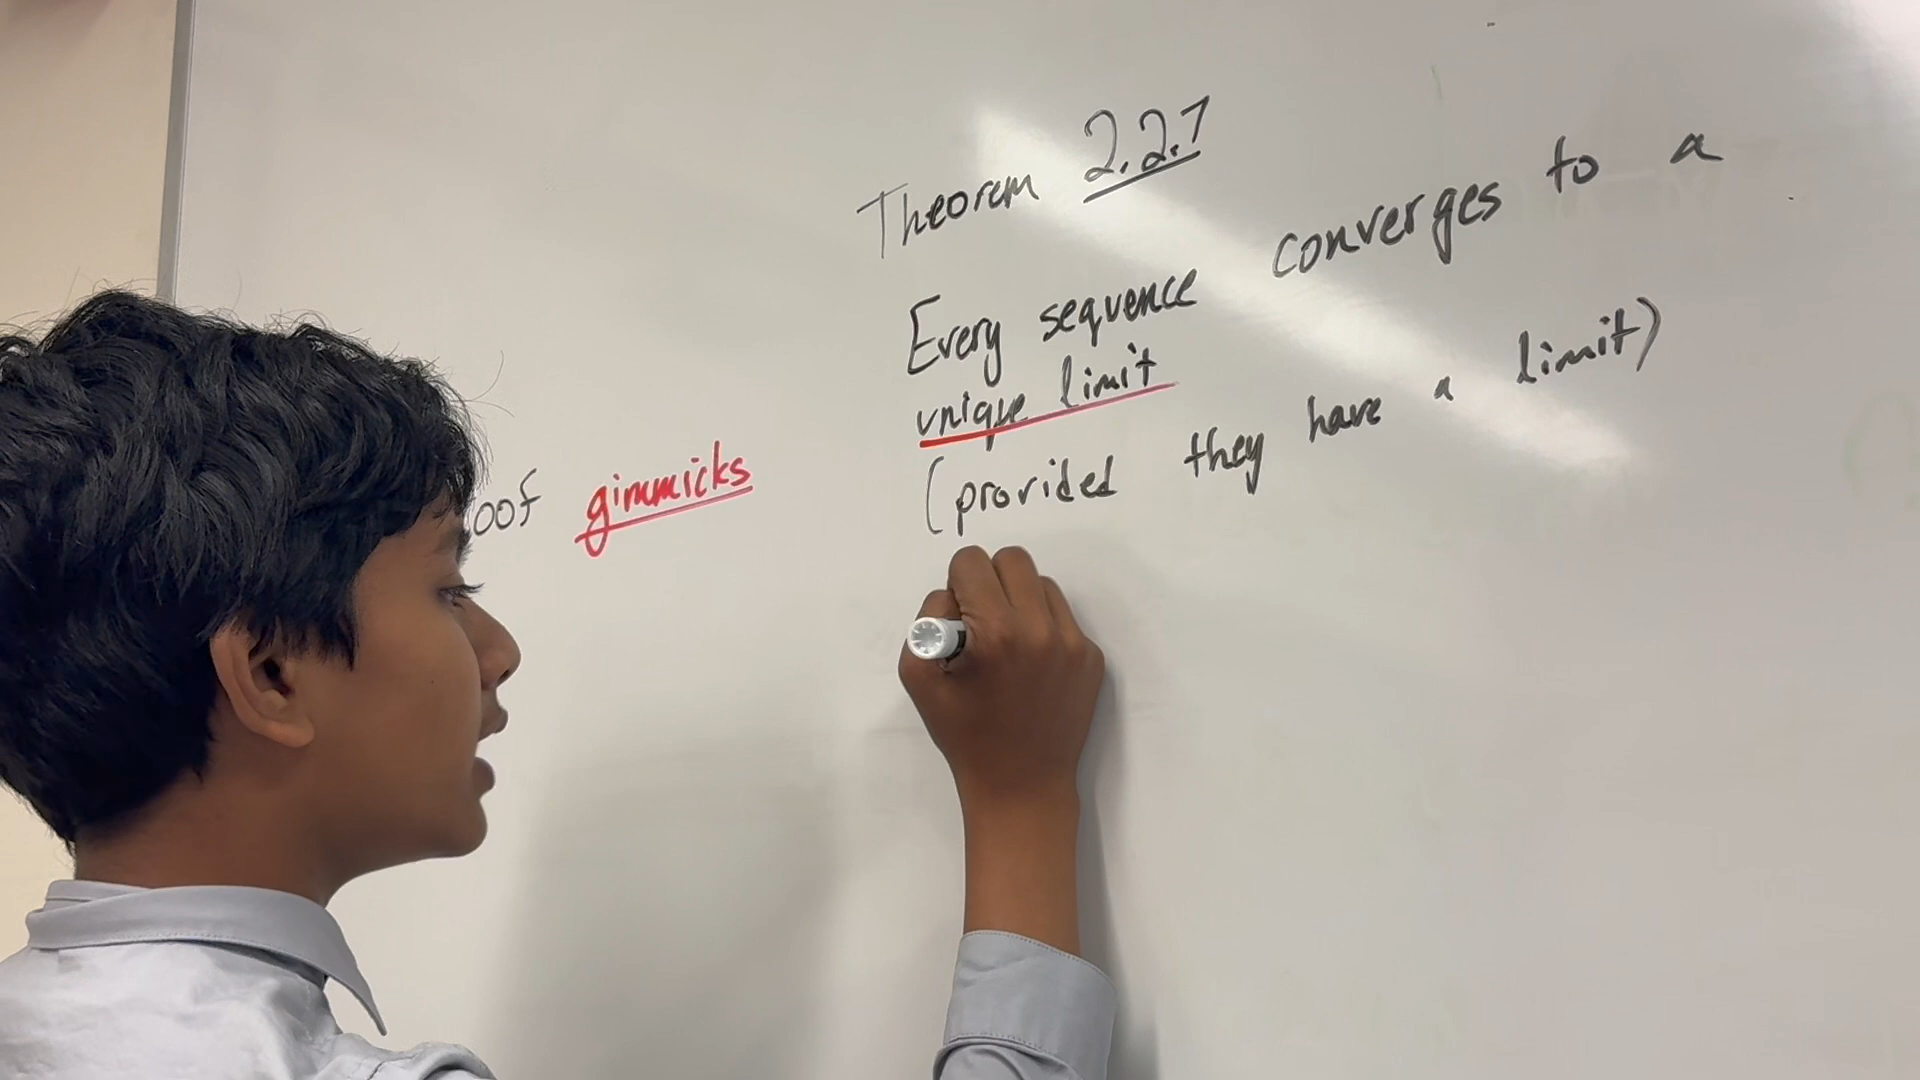 Theorem 2.2.7
Every sequence converges to a
unique limit
(provided they have a limit)
oof gimmicks